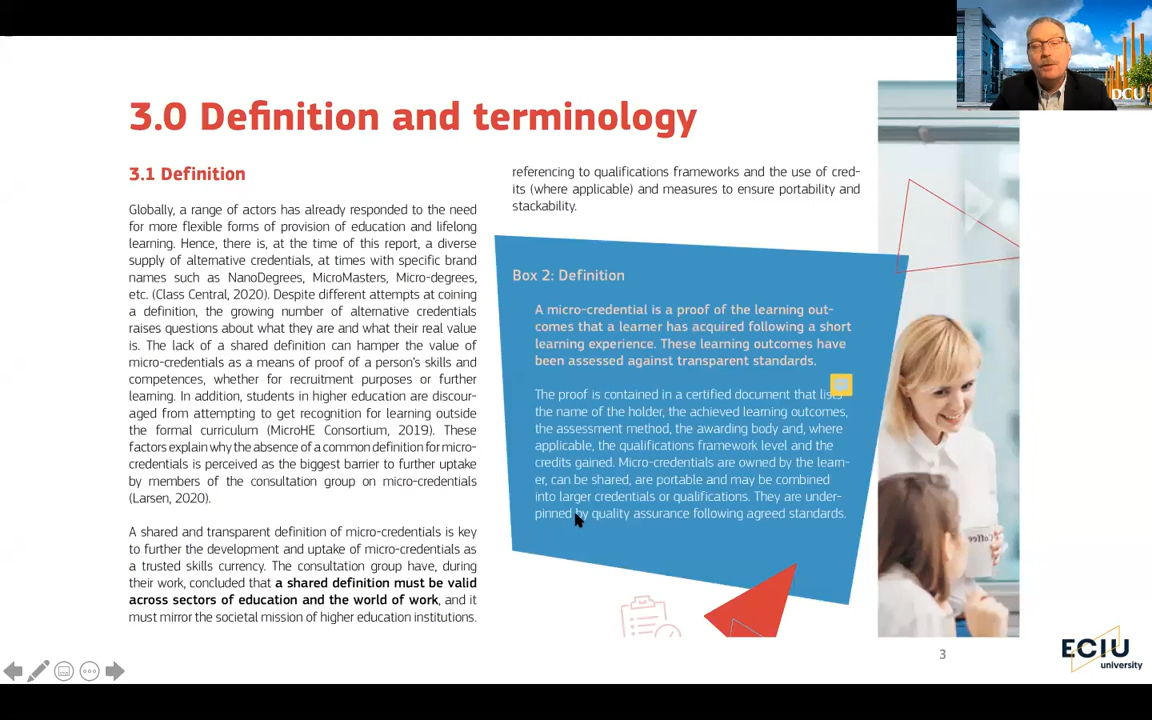 DCU
3.0 Definition and terminology
3.1 Definition
Globally, a range of actors has already responded to the need
for more flexible forms of provision of education and lifelong
learning. Hence, there is, at the time of this report, a diverse
supply of alternative credentials, at times with specific brand
names such as NanoDegrees, MicroMasters, Micro-degrees,
etc. (Class Central, 2020). Despite different attempts at coining
a definition, the growing number of alternative credentials
raises questions about what they are and what their real value
is. The lack of a shared definition can hamper the value of
micro-credentials as a means of proof of a person's skills and
competences, whether for recruitment purposes or further
learning. In addition, students in higher education are discour-
aged from attempting to get recognition for learning outside
the formal curriculum (MicroHE Consortium, 2019). These
factors explain why the absence of a common definition for micro-
credentials is perceived as the biggest barrier to further uptake
by members of the consultation group on micro-credentials
(Larsen, 2020).
A shared and transparent definition of micro-credentials is key
to further the development and uptake of micro-credentials as
a trusted skills currency. The consultation group have, during
their work, concluded that a shared definition must be valid
across sectors of education and the world of work, and it
must mirror the societal mission of higher education institutions.
referencing to qualifications frameworks and the use of cred-
its (where applicable) and measures to ensure portability and
stackability.
Box 2: Definition
A micro-credential is a proof of the learning out-
comes that a learner has acquired following a short
learning experience. These learning outcomes have
been assessed against transparent standards.
The proof is contained in a certified document that lists
the name of the holder, the achieved learning outcomes,
the assessment method, the awarding body and, where
applicable, the qualifications framework level and the
credits gained. Micro-credentials are owned by the learn-
er, can be shared, are portable and may be combined
into larger credentials or qualifications. They are under-
pinned by quality assurance following agreed standards.
Coffee
3
ECIU
university